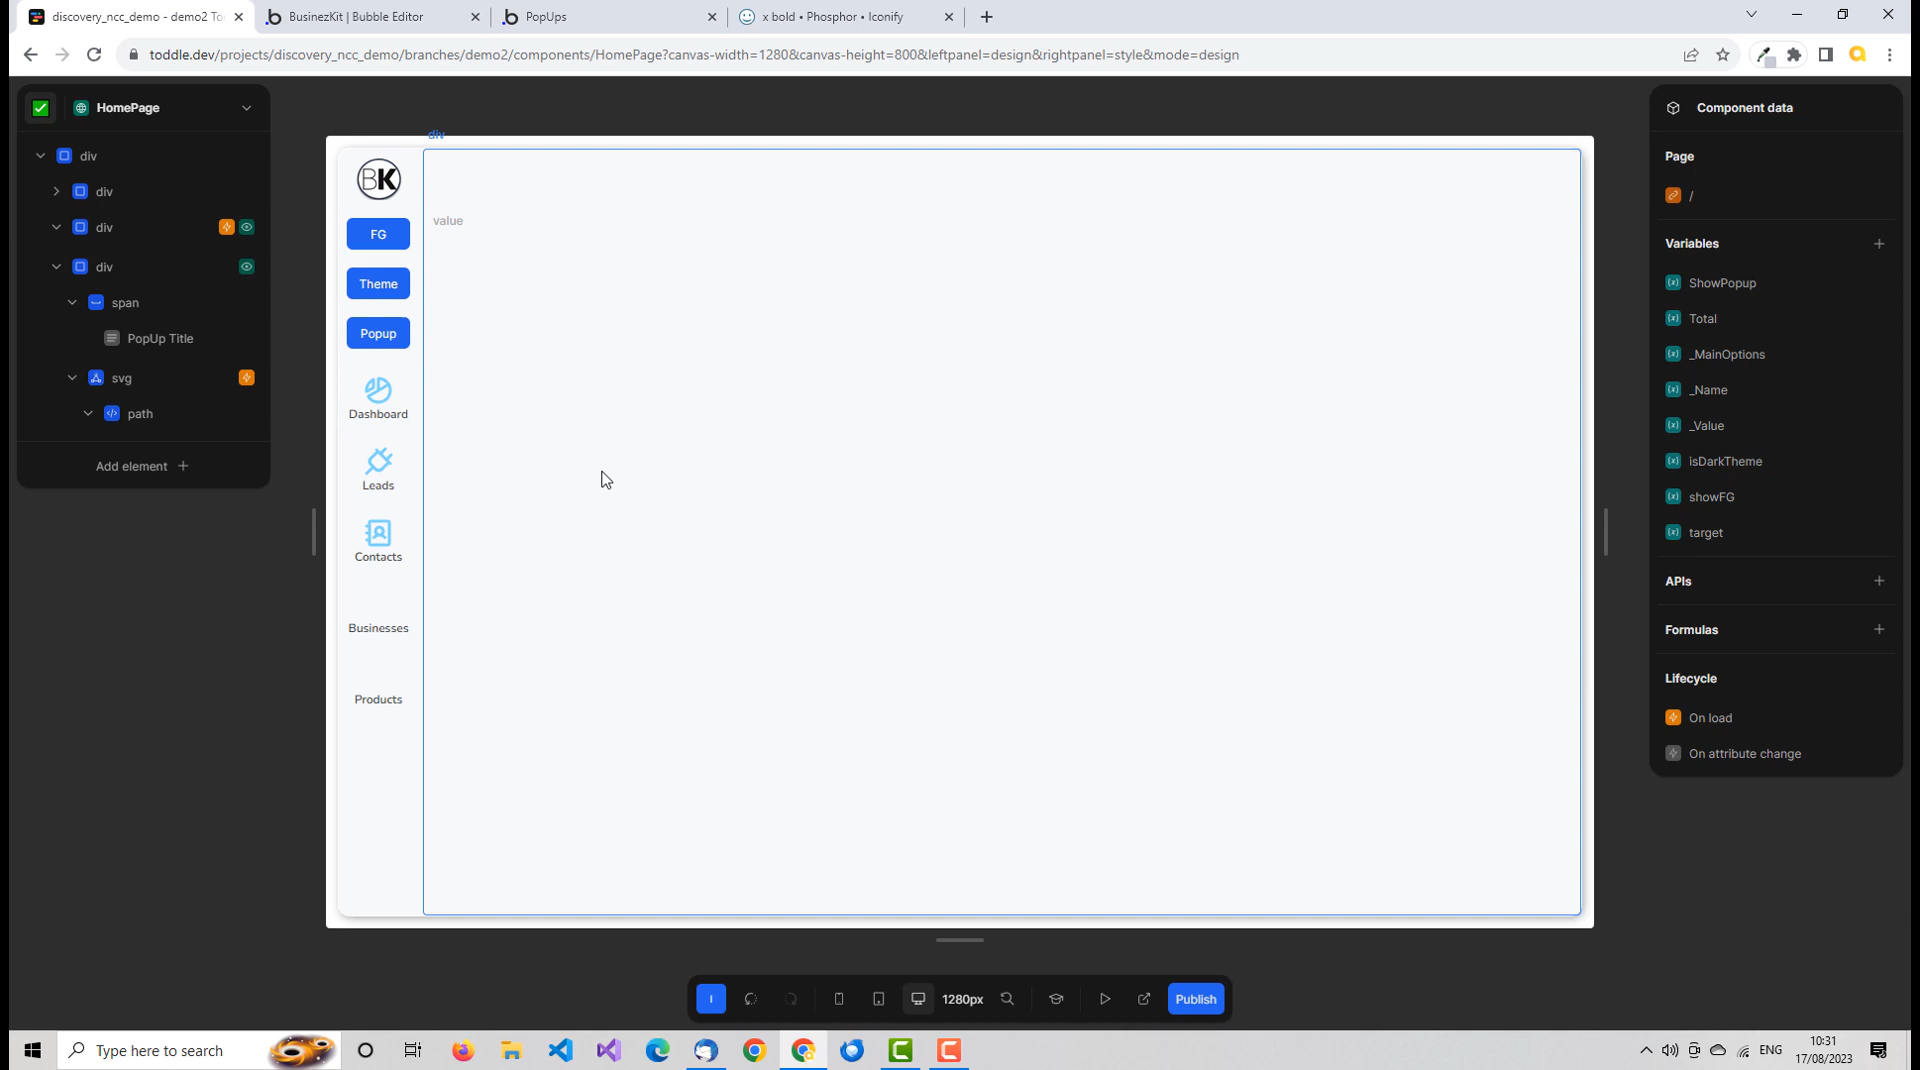 discovery_ncc_demo - demo2 To
BusinezKit | Bubble Editor
PopUps
x bold • Phosphor • Iconify
toddle.dev/projects/discovery_ncc_demo/branches/demo2/components/HomePage?canvas-width=1280&canvas-height=800&leftpanel=design&rightpanel=style&mode=design
HomePage
div
div
div
div
span
PopUp Title
svg
path
Add element
div
BK
FG
Theme
Popup
Dashboard
Leads
Contacts
Businesses
Products
value
Component data
Page
/
Variables
ShowPopup
Total
_MainOptions
_Name
_Value
isDarkTheme
showFG
target
APIs
Formulas
Lifecycle
On load
On attribute change
1280px
Publish
Type here to search
ENG
10:31
17/08/2023